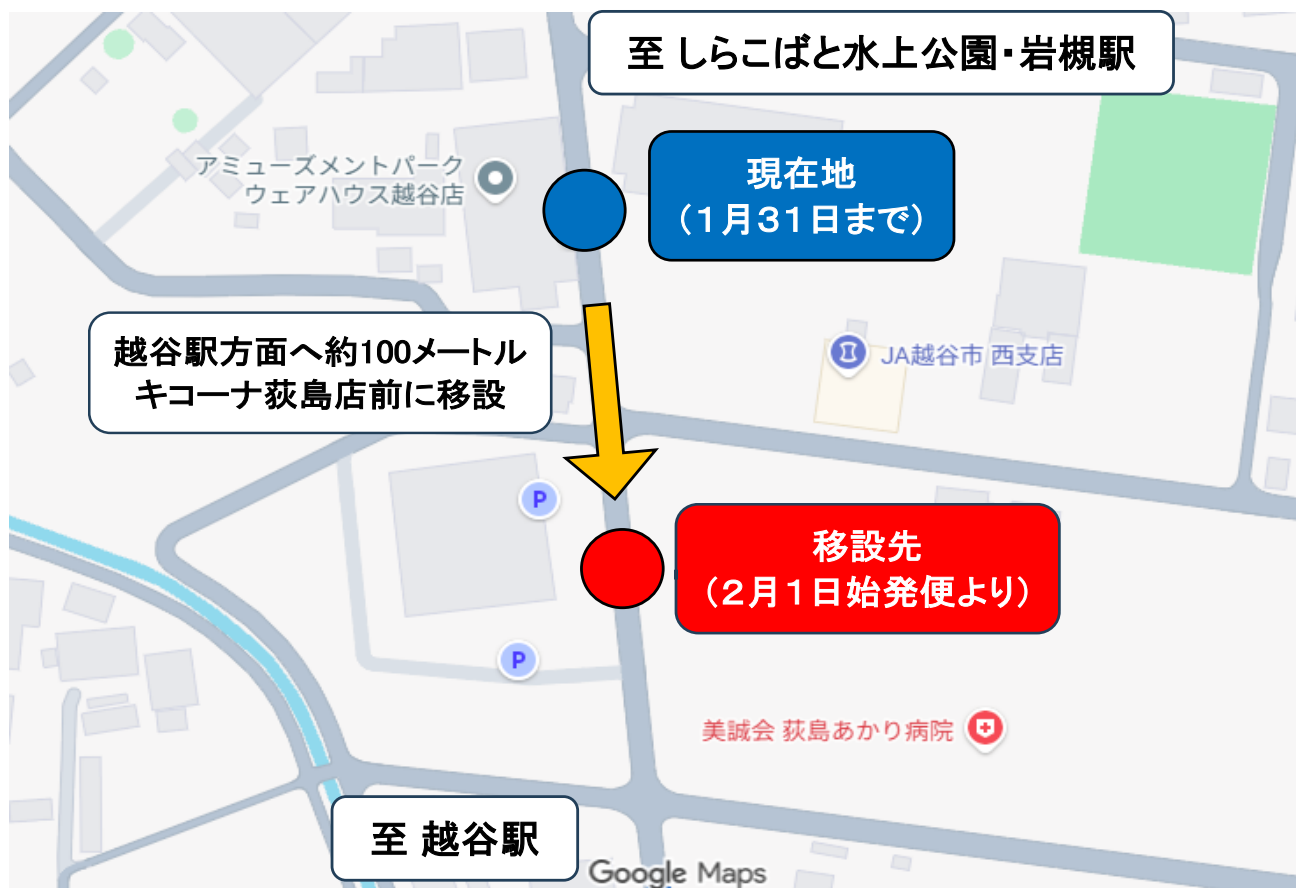 至 しらこばと水上公園・岩槻駅
現在地
（１月３１日まで）
アミューズメントパーク
ウェアハウス越谷店
越谷駅方面へ約100メートル
キコーナ荻島店前に移設
JA越谷市 西支店
P
移設先
（２月１日始発便より）
P
美誠会 荻島あかり病院
至 越谷駅
Google Maps